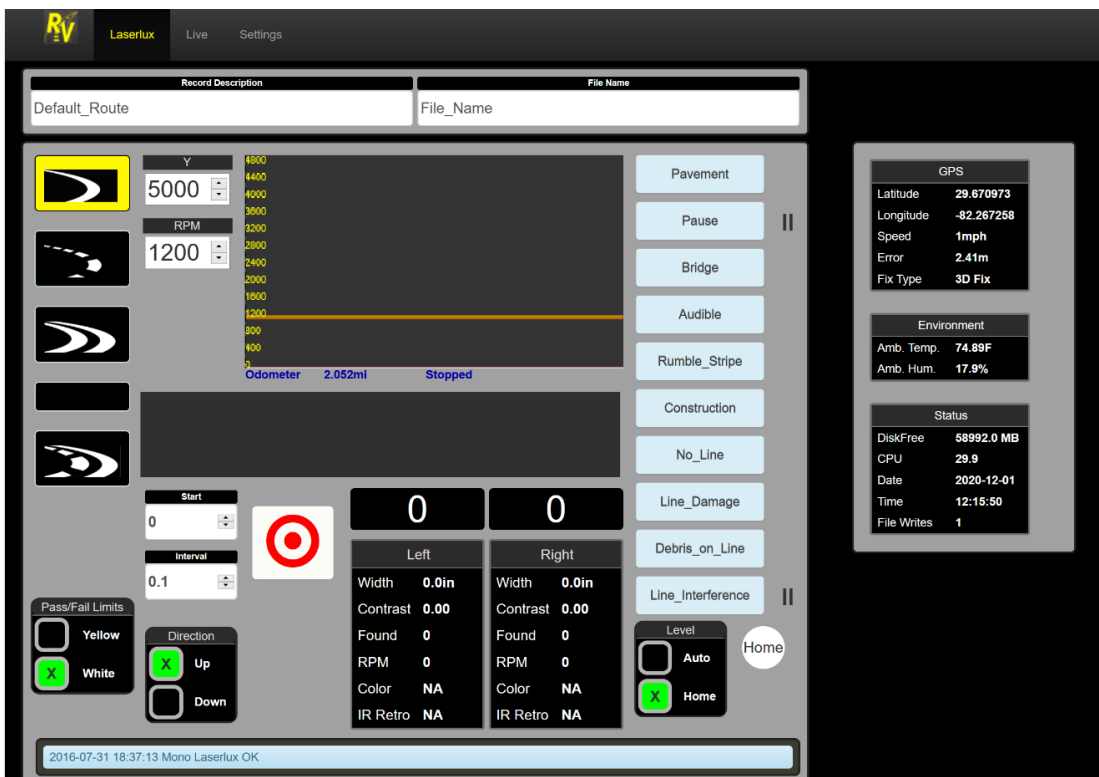 RV
Laserlux Live Settings
Record Description File Name
Default_Route File_Name
Y
5000
RPM
1200
4800
4400
4000
3600
3200
2800
2400
2000
1600
1200
800
400
0
Odometer 2.052mi Stopped
Pavement
Pause
Bridge
Audible
Rumble_Stripe
Construction
No_Line
Line_Damage
Debris_on_Line
Line_Interference
Start
0
Interval
0.1
0 0
Left
Width 0.0in
Contrast 0.00
Found 0
RPM 0
Color NA
IR Retro NA
Right
Width 0.0in
Contrast 0.00
Found 0
RPM 0
Color NA
IR Retro NA
Pass/Fail Limits
Yellow
X White
Direction
X Up
Down
Level
Auto
X Home
Home
2016-07-31 18:37:13 Mono Laserlux OK
GPS
Latitude 29.670973
Longitude -82.267258
Speed 1mph
Error 2.41m
Fix Type 3D Fix
Environment
Amb. Temp. 74.89F
Amb. Hum. 17.9%
Status
DiskFree 58992.0 MB
CPU 29.9
Date 2020-12-01
Time 12:15:50
File Writes 1